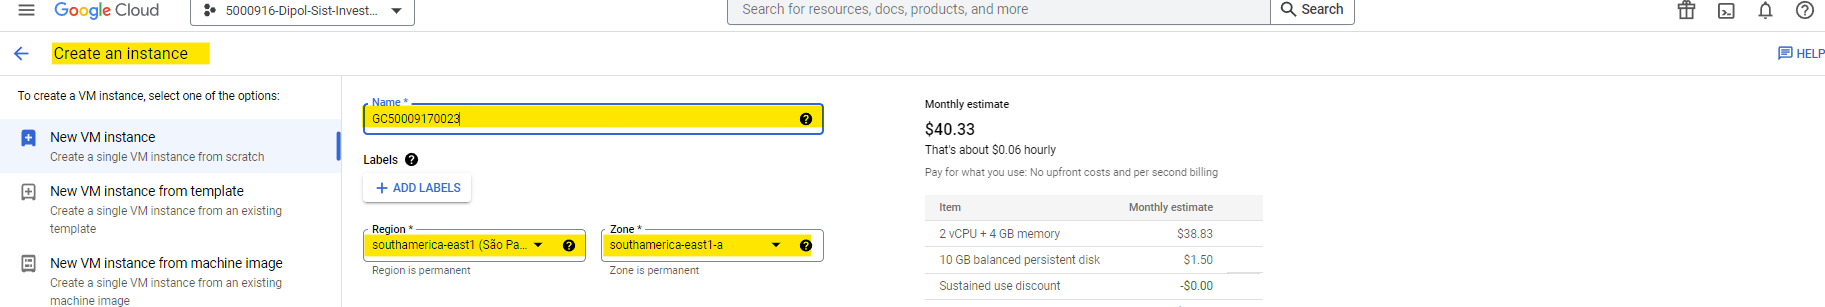 Google Cloud
5000916-Dipol-Sist-Invest...
Search for resources, docs, products, and more
Search
Create an instance
HELP
To create a VM instance, select one of the options:
New VM instance
Create a single VM instance from scratch
New VM instance from template
Create a single VM instance from an existing
template
New VM instance from machine image
Create a single VM instance from an existing
machine image
Name *
GC50009170023
Labels
ADD LABELS
Region *
southamerica-east1 (São Pa...
Region is permanent
Zone *
southamerica-east1-a
Zone is permanent
Monthly estimate
$40.33
That's about $0.06 hourly
Pay for what you use: No upfront costs and per second billing
Item Monthly estimate
2 vCPU + 4 GB memory $38.83
10 GB balanced persistent disk $1.50
Sustained use discount -$0.00